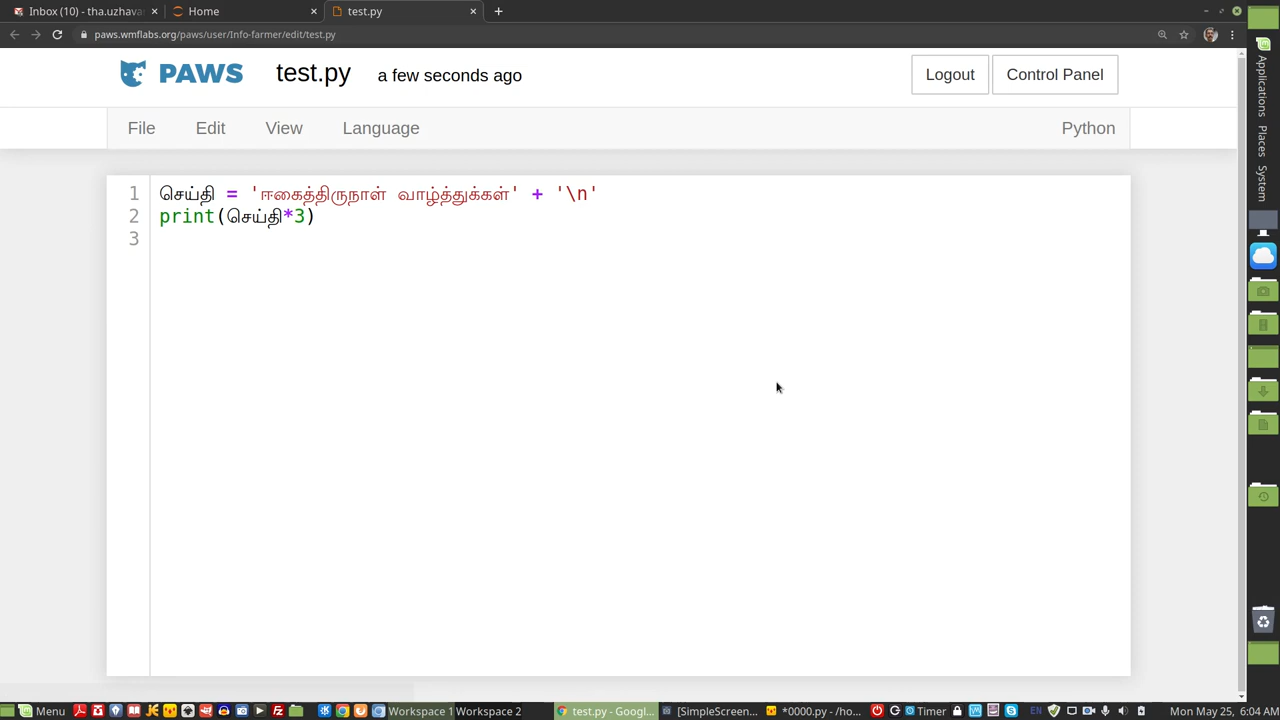 Inbox (10) - tha.uzhava
Home
test.py
paws.wmflabs.org/paws/user/Info-farmer/edit/test.py
PAWS test.py a few seconds ago Logout Control Panel
File Edit View Language Python
1 செய்தி = 'ஈகைத்திருநாள் வாழ்த்துக்கள்' + '\n'
2 print(செய்தி*3)
3
Applications Places System
Menu Workspace 1 Workspace 2 test.py - Googl... [SimpleScreen... *0000.py - /ho... Timer EN Mon May 25, 6:04 AM